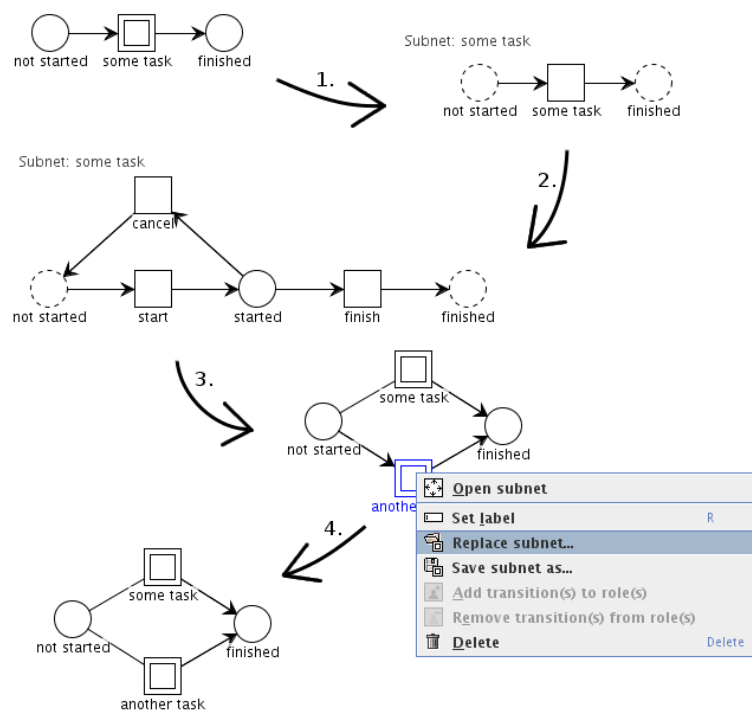 not started
some task
finished
1.
Subnet: some task
not started
some task
finished
2.
Subnet: some task
cancel
not started
start
started
finish
finished
3.
some task
not started
finished
another
Open subnet
Set label R
Replace subnet...
Save subnet as...
Add transition(s) to role(s)
Remove transition(s) from role(s)
Delete Delete
4.
some task
not started
finished
another task